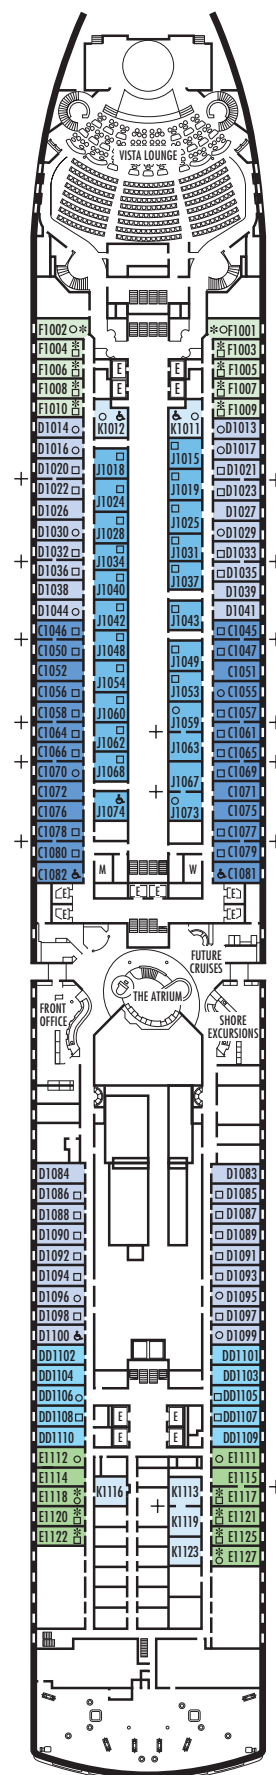 VISTA LOUNGE
F1002 F1001
F1004 F1003
E
F1006 F1005
F1008 E F1007
F1010 F1009
K1012 K1011
D1014 D1013
D1016 J1015 D1017
D1020 J1018 D1021
D1022 J1024 J1019 D1023
D1026 J1025 D1027
D1030 J1028 D1029
D1032 J1034 J1031 D1033
D1036 J1037 D1035
D1038 J1040 D1039
D1044 J1042 J1043 D1041
C1046 C1045
C1050 J1048 J1049 C1047
C1052 C1051
C1056 J1054 J1053 C1055
C1058 J1060 J1059 C1057
C1064 J1062 J1063 C1061
C1066 C1065
C1070 J1068 J1067 C1069
C1072 C1071
C1076 J1074 J1073 C1075
C1078 C1077
C1080 C1079
C1082 M W C1081
E E E E
E E
FUTURE
CRUISES
THE ATRIUM
FRONT
OFFICE
SHORE
EXCURSIONS
D1084 D1083
D1086 D1085
D1088 D1087
D1090 D1089
D1092 D1091
D1094 D1093
D1096 D1095
D1098 D1097
D1100 D1099
DD1102 DD1101
DD1104 DD1103
DD1106 DD1105
DD1108 E E DD1107
DD1110 E E DD1109
E1112 E1111
E1114 E1115
E1118 K1116 K1113 E1117
E1120 K1119 E1121
E1122 E1125
K1123 E1127